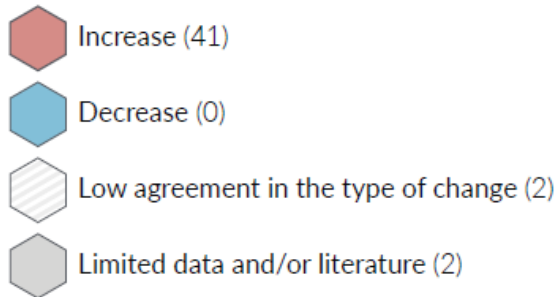 Increase (41)
Decrease (0)
Low agreement in the type of change (2)
Limited data and/or literature (2)